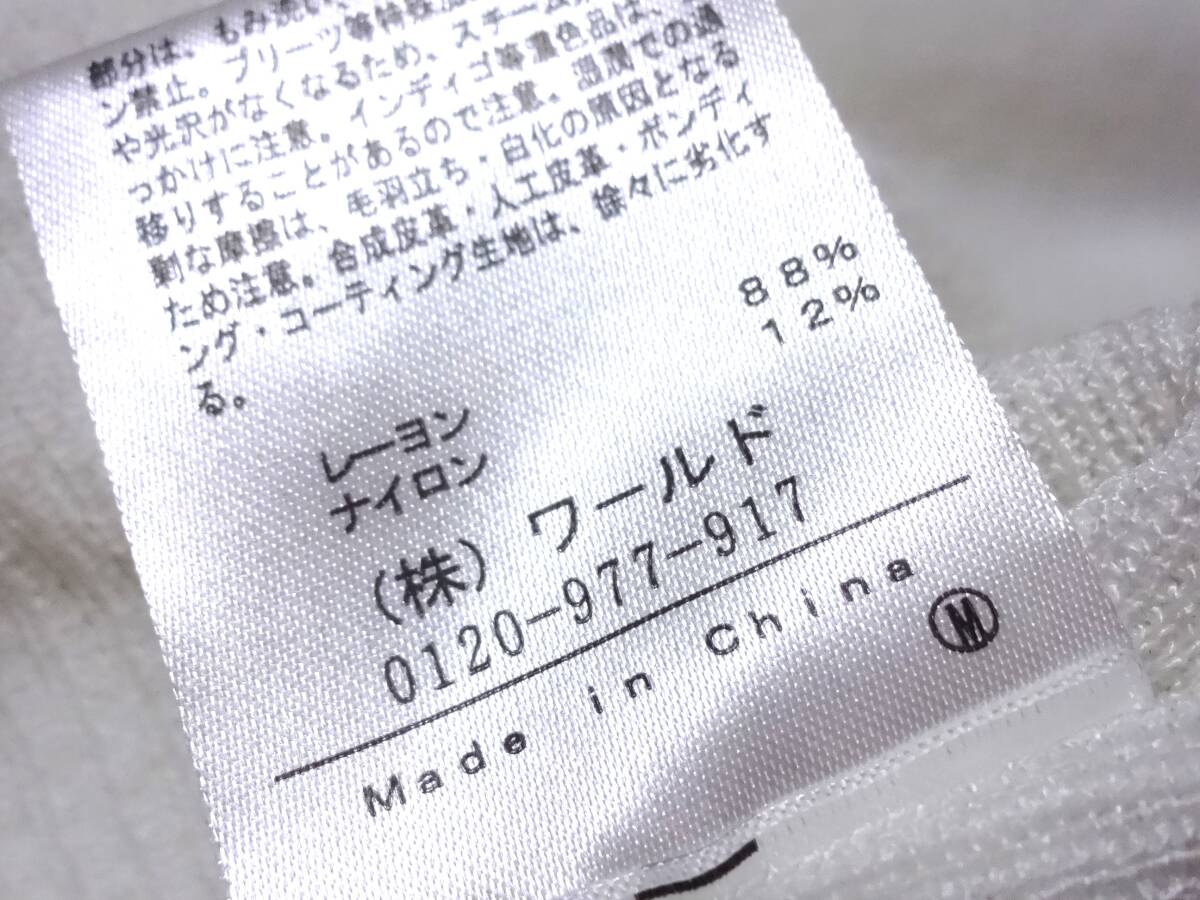 部分は、もみ洗い、
ン禁止。プリーツ等特殊加
や光沢がなくなるため、スチーム
っかけに注意。インディゴ等濃色品は、
移りすることがあるので注意。湿潤での過
剰な摩擦は、毛羽立ち・白化の原因となる
ため注意。合成皮革・人工皮革・ボンディ
ング・コーティング生地は、徐々に劣化す
る。
レーヨン 88%
ナイロン 12%
(株) ワールド
0120-977-917
Made in China
M